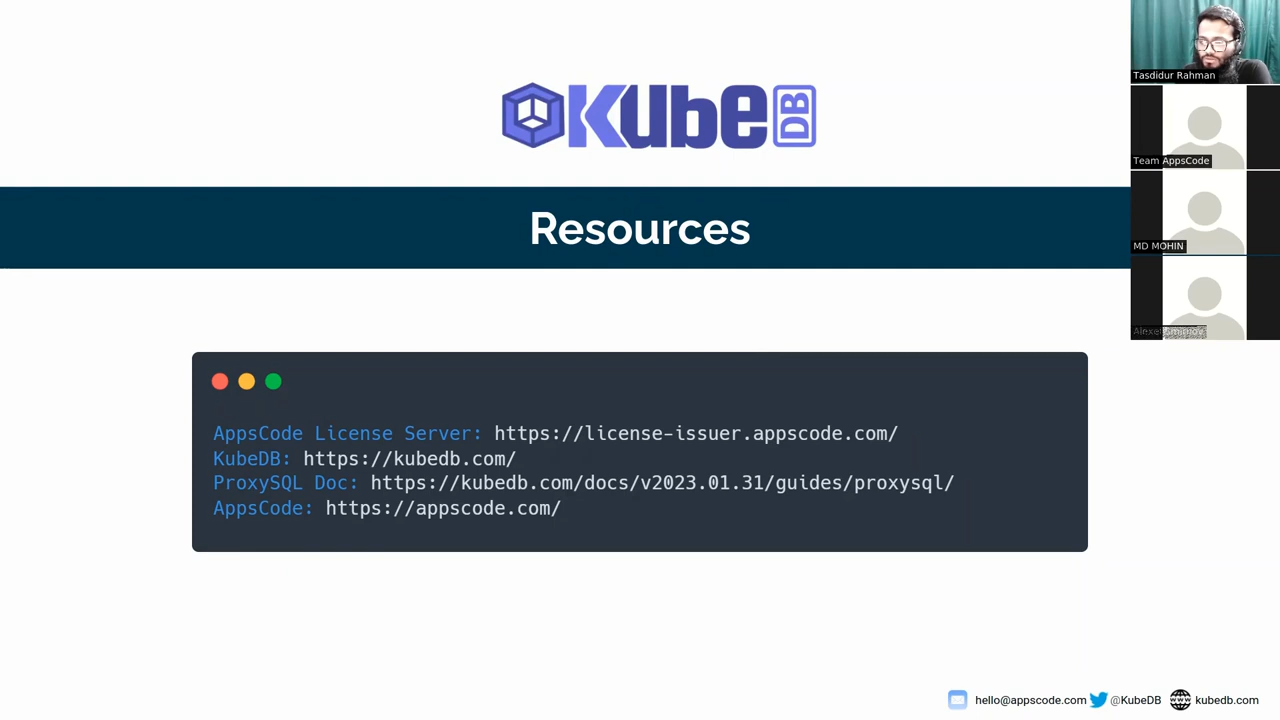 Kube DB
Resources
AppsCode License Server: https://license-issuer.appscode.com/
KubeDB: https://kubedb.com/
ProxySQL Doc: https://kubedb.com/docs/v2023.01.31/guides/proxysql/
AppsCode: https://appscode.com/
hello@appscode.com @KubeDB kubedb.com
Tasdidur Rahman
Team AppsCode
MD MOHIN